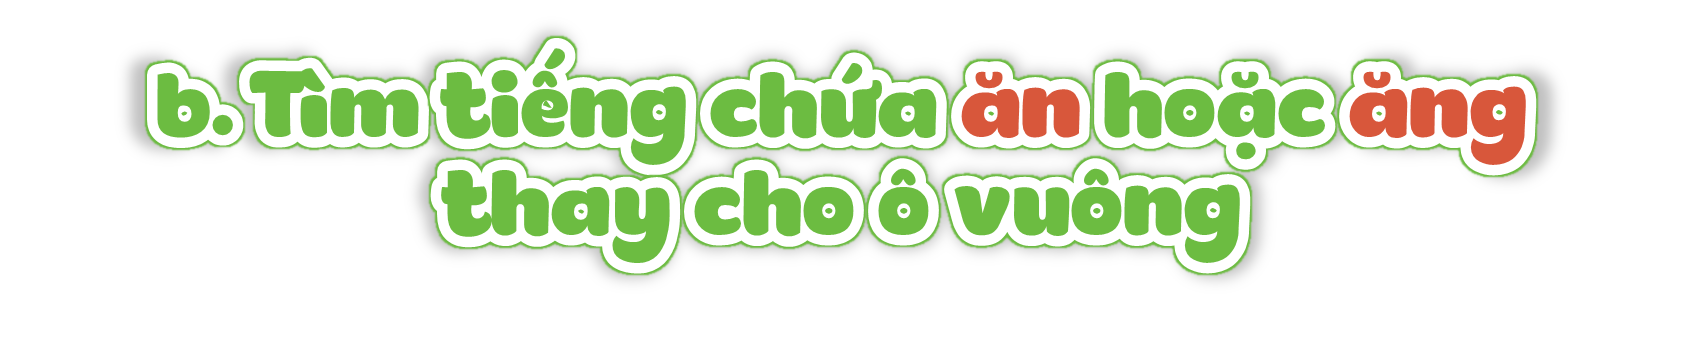 b. Tìm tiếng chứa ăn hoặc ăng
thay cho ô vuông